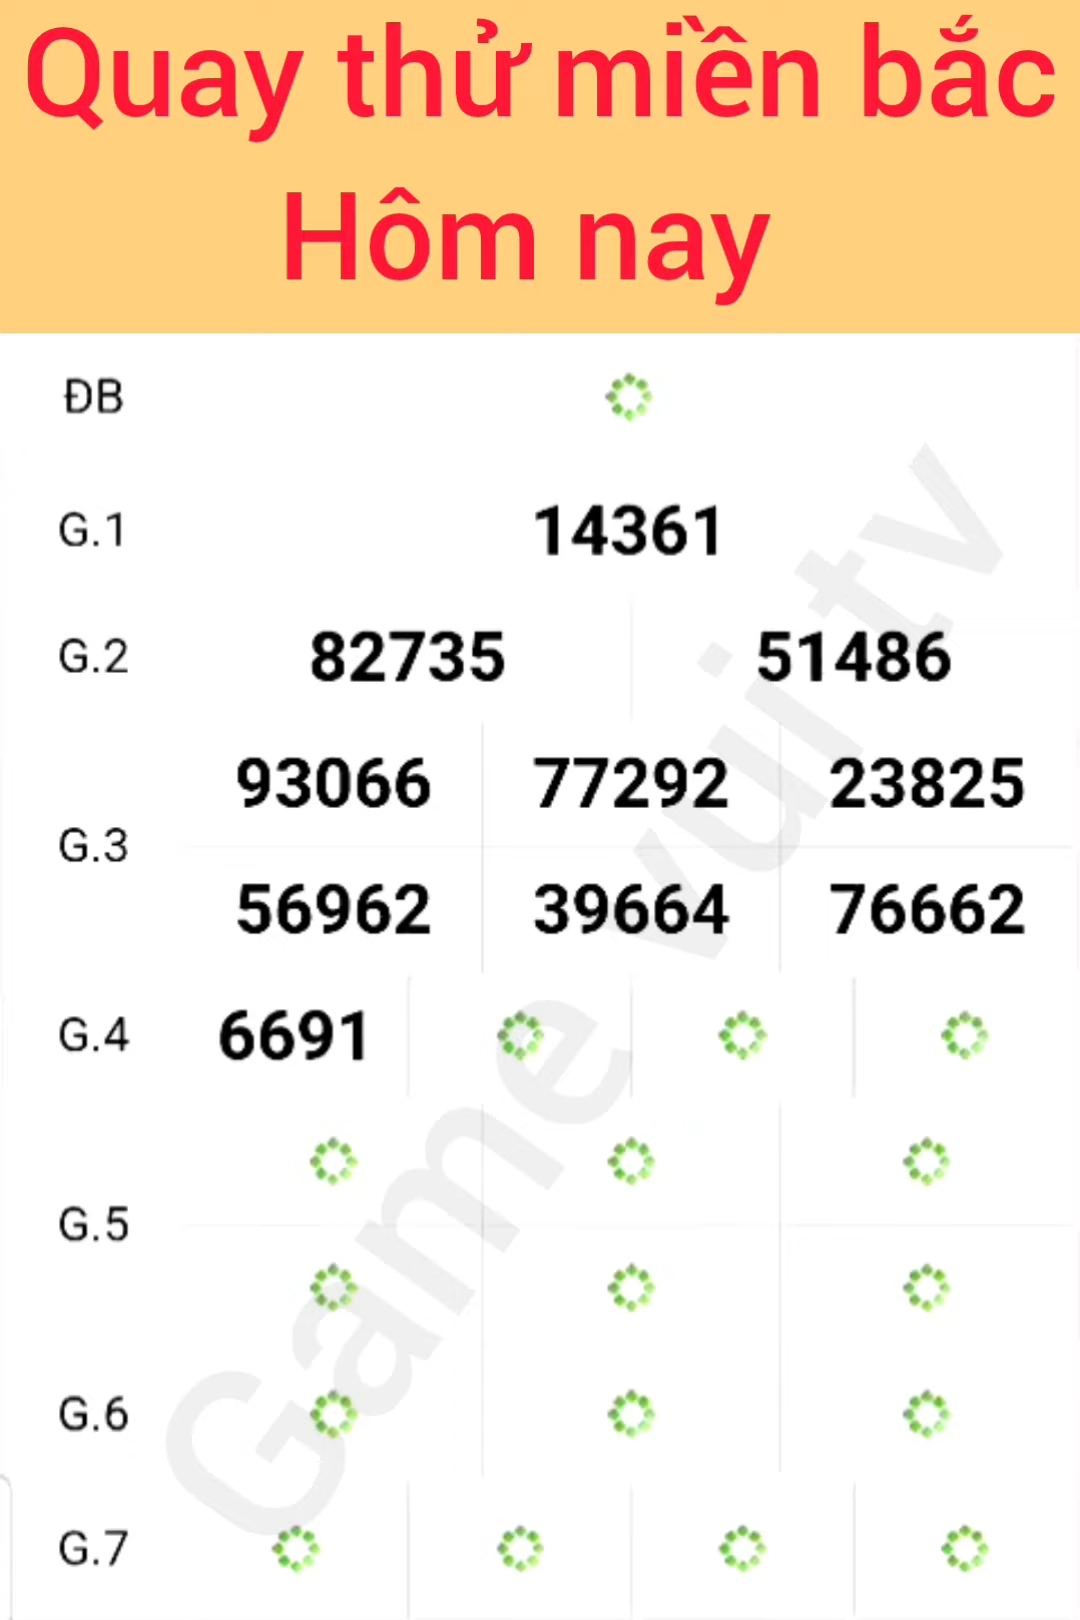 Quay thử miền bắc
Hôm nay
ĐB
G.1 14361
G.2 82735 51486
93066 77292 23825
G.3
56962 39664 76662
G.4 6691
G.5
G.6
G.7
Game vui tv